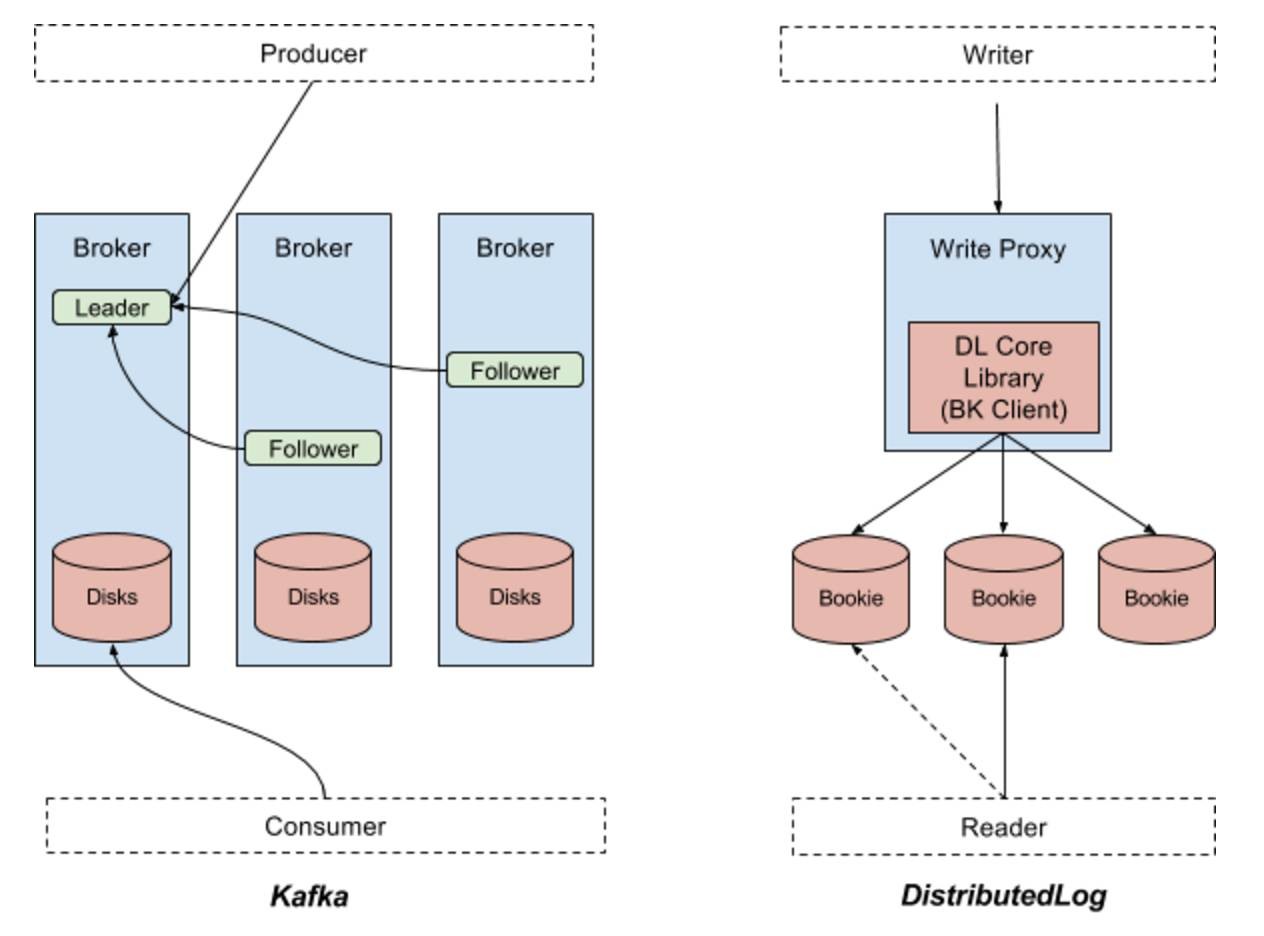 Producer
Broker
Broker
Broker
Leader
Follower
Follower
Disks
Disks
Disks
Consumer
Kafka
Writer
Write Proxy
DL Core
Library
(BK Client)
Bookie
Bookie
Bookie
Reader
DistributedLog